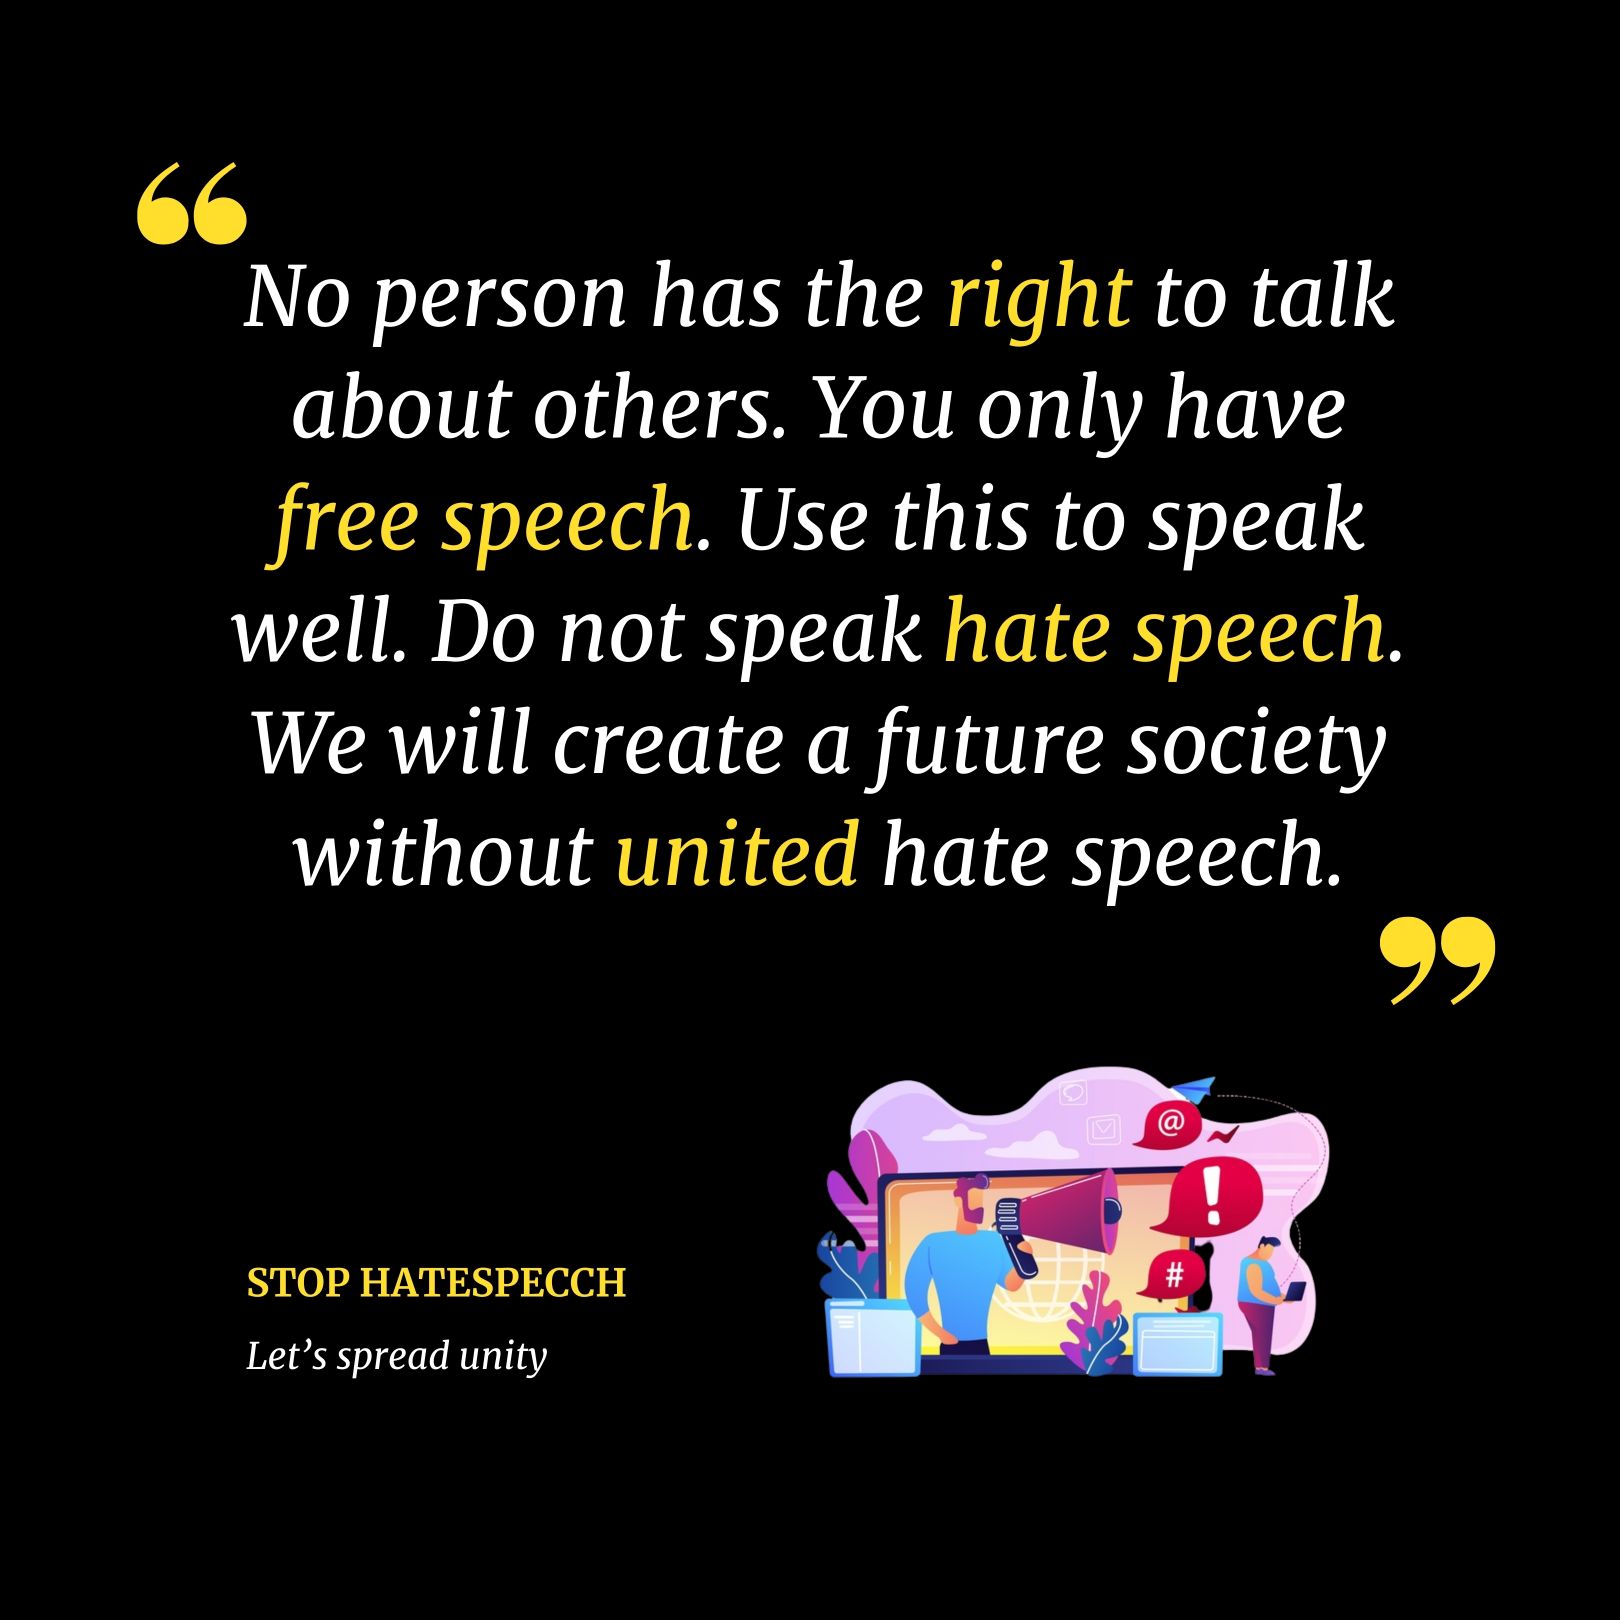 “
No person has the right to talk
about others. You only have
free speech. Use this to speak
well. Do not speak hate speech.
We will create a future society
without united hate speech.
”
@
!
#
STOP HATESPECCH
Let’s spread unity